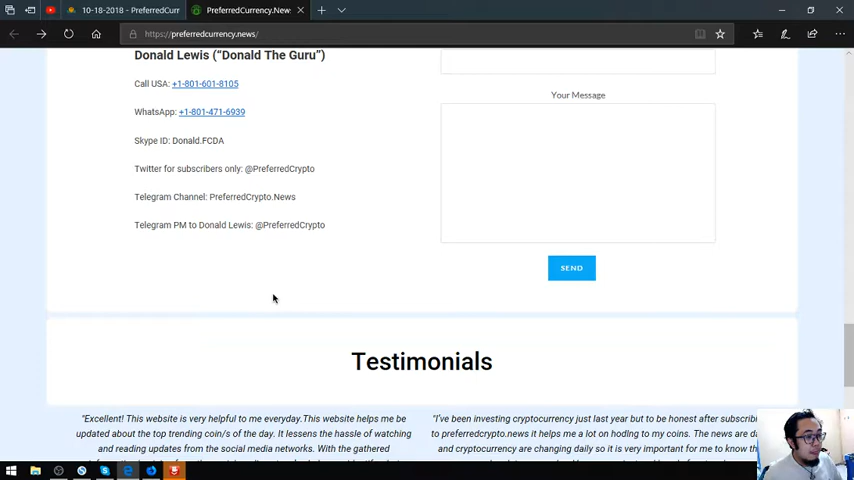 10-18-2018 - PreferredCurr
PreferredCurrency.New
https://preferredcurrency.news/
Donald Lewis (“Donald The Guru”)
Call USA: +1-801-601-8105
WhatsApp: +1-801-471-6939
Skype ID: Donald.FCDA
Twitter for subscribers only: @PreferredCrypto
Telegram Channel: PreferredCrypto.News
Telegram PM to Donald Lewis: @PreferredCrypto
Your Message
SEND
Testimonials
"Excellent! This website is very helpful to me everyday.This website helps me be
updated about the top trending coin/s of the day. It lessens the hassle of watching
and reading updates from the social media networks. With the gathered
"I've been investing cryptocurrency just last year but to be honest after subscrib
to preferredcrypto.news it helps me a lot on hodlng to my coins. The news are da
and cryptocurrency are changing daily so it is very important for me to know th